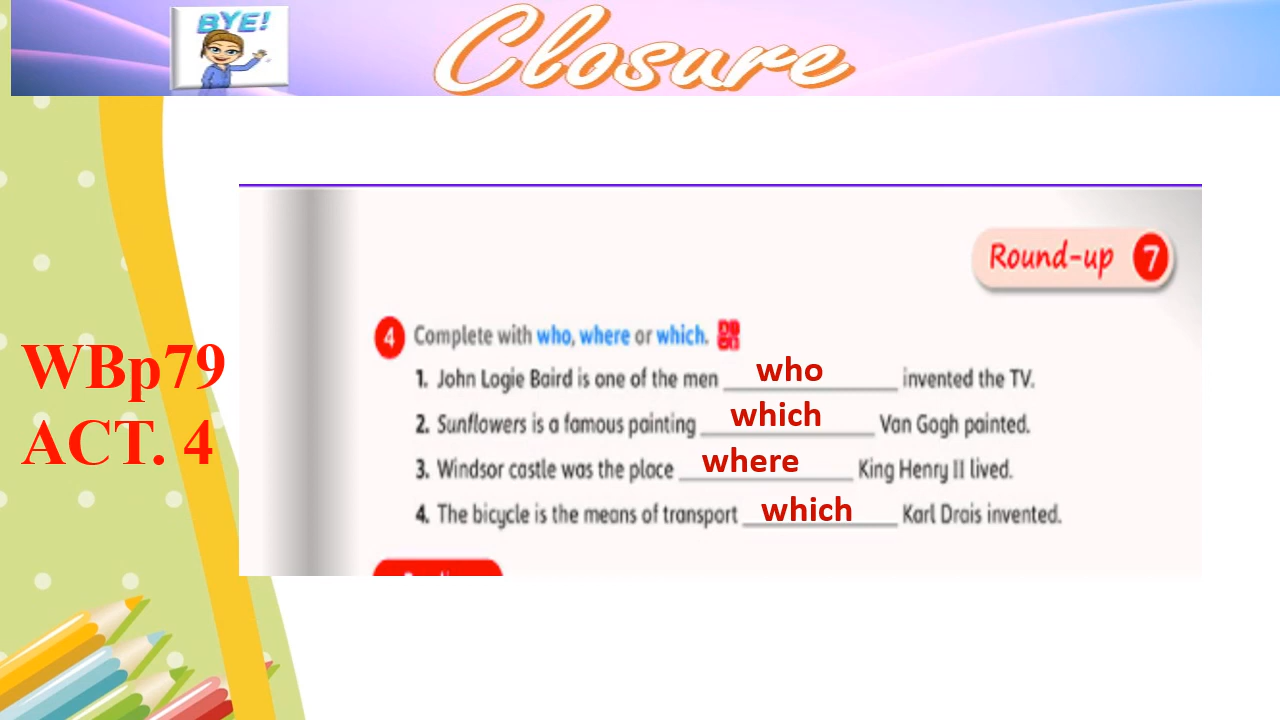 BYE!
Closure
WBp79
ACT. 4
Round-up 7
4 Complete with who, where or which.
1. John Logie Baird is one of the men who invented the TV.
2. Sunflowers is a famous painting which Van Gogh painted.
3. Windsor castle was the place where King Henry II lived.
4. The bicycle is the means of transport which Karl Drais invented.